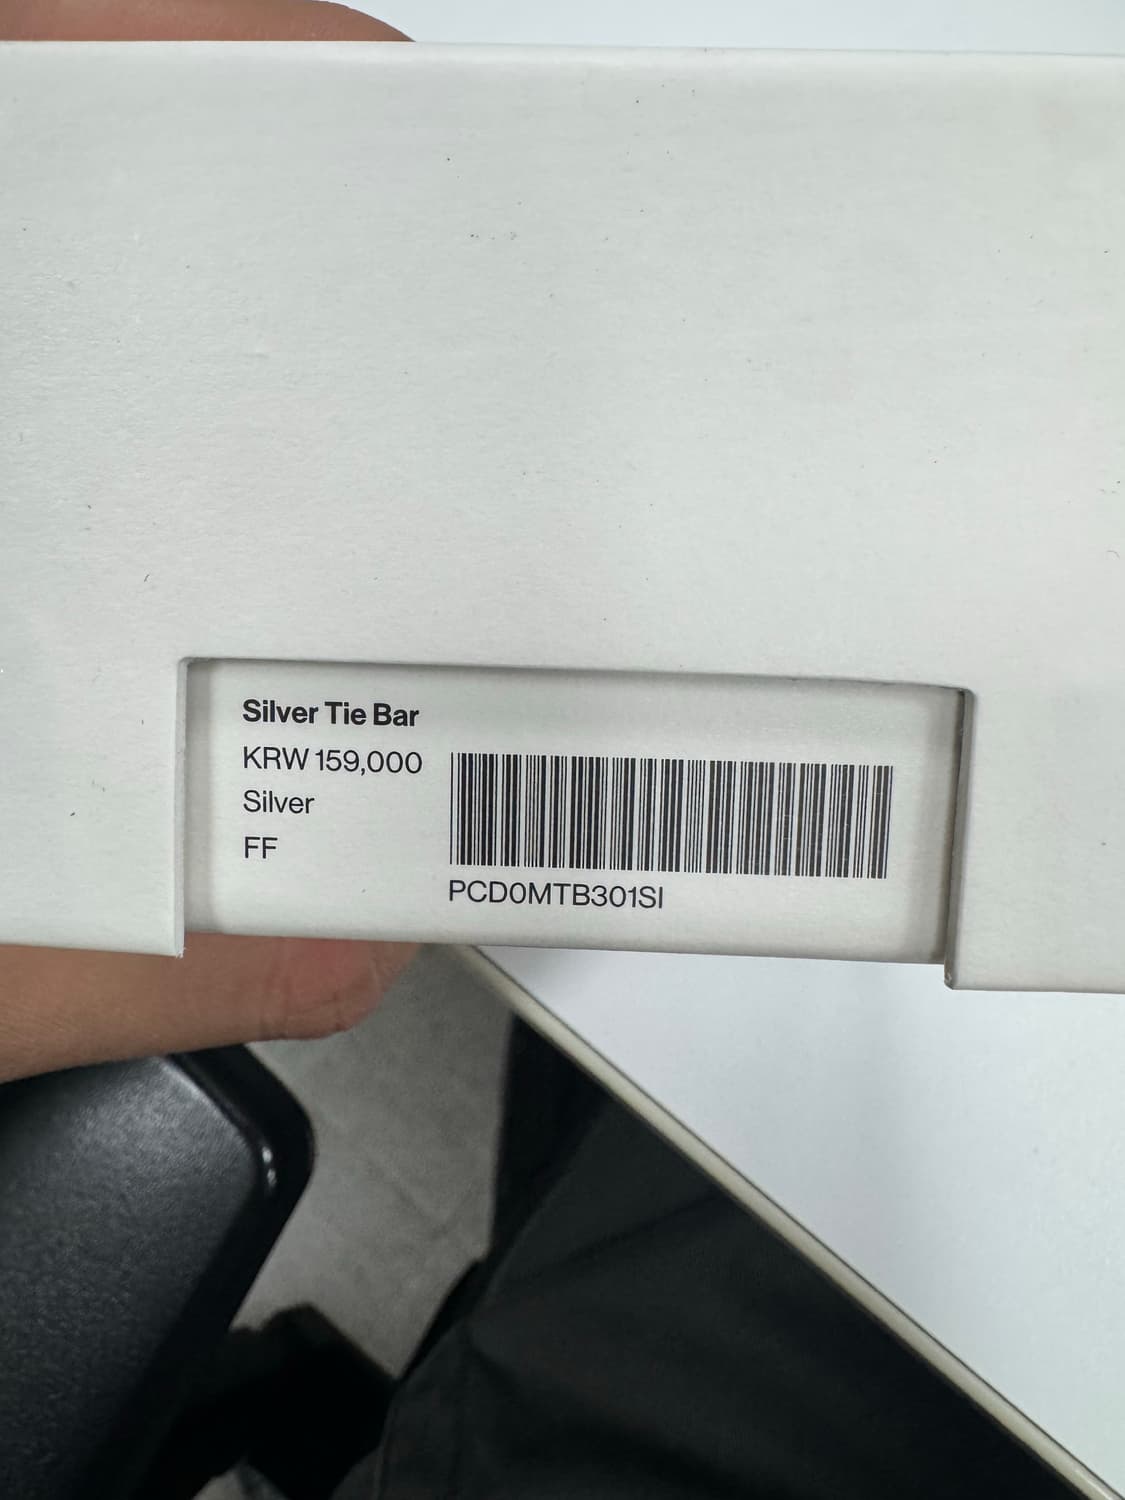 Silver Tie Bar
KRW 159,000
Silver
FF
PCD0MTB301SI